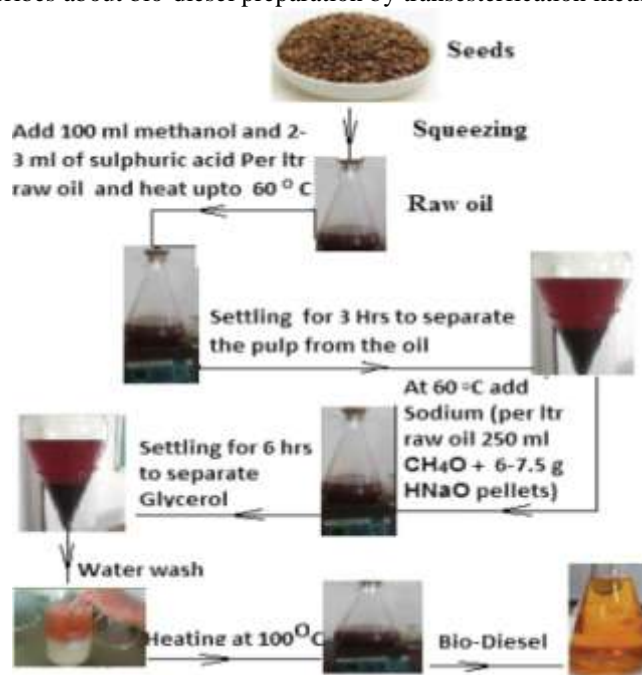 Seeds
Squeezing
Add 100 ml methanol and 2-
3 ml of sulphuric acid Per ltr
raw oil and heat upto 60 ⁰ C
Raw oil
Settling for 3 Hrs to separate
the pulp from the oil
At 60 °C add
Sodium (per ltr
raw oil 250 ml
CH4O + 6-7.5 g
HNaO pellets)
Settling for 6 hrs
to separate
Glycerol
Water wash
Heating at 100⁰C
Bio-Diesel